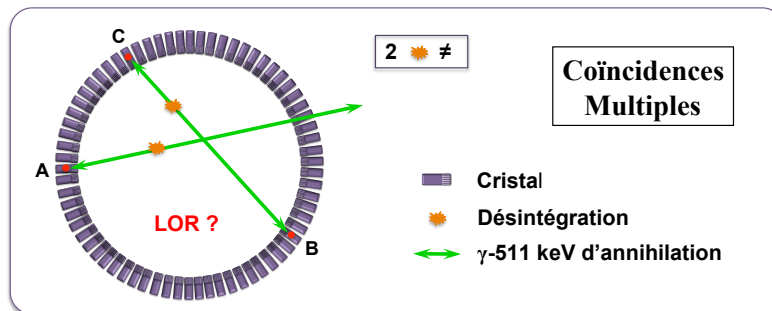 C
2 ≠
Coïncidences
Multiples
A
LOR ?
B
Cristal
Désintégration
γ-511 keV d’annihilation